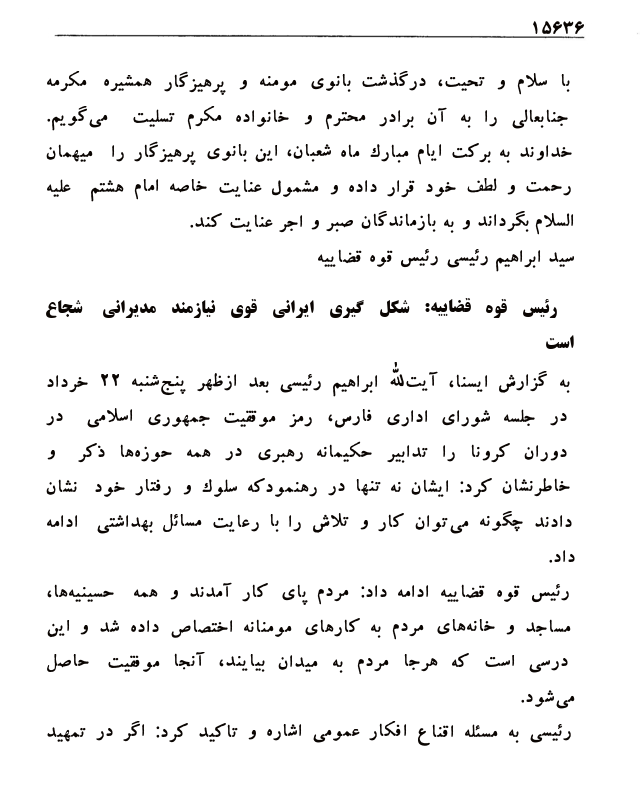 ۱۵۶۳۶
با سلام و تحیت، درگذشت بانوی مومنه و پرهیزگار همشیره مکرمه
جنابعالی را به آن برادر محترم و خانواده مکرم تسلیت می‌گویم.
خداوند به برکت ایام مبارك ماه شعبان، این بانوی پرهیزگار را میهمان
رحمت و لطف خود قرار داده و مشمول عنایت خاصه امام هشتم علیه
السلام بگرداند و به بازماندگان صبر و اجر عنایت کند.
سید ابراهیم رئیسی رئیس قوه قضاییه
رئیس قوه قضاییه: شکل گیری ایرانی قوی نیازمند مدیرانی شجاع
است
به گزارش ایسنا، آیت‌الله ابراهیم رئیسی بعد ازظهر پنج‌شنبه ۲۲ خرداد
در جلسه شورای اداری فارس، رمز موفقیت جمهوری اسلامی در
دوران کرونا را تدابیر حکیمانه رهبری در همه حوزه‌ها ذکر و
خاطرنشان کرد: ایشان نه تنها در رهنمودکه سلوك و رفتار خود نشان
دادند چگونه می‌توان کار و تلاش را با رعایت مسائل بهداشتی ادامه
داد.
رئیس قوه قضاییه ادامه داد: مردم پای کار آمدند و همه حسینیه‌ها،
مساجد و خانه‌های مردم به کارهای مومنانه اختصاص داده شد و این
درسی است که هرجا مردم به میدان بیایند، آنجا موفقیت حاصل
می‌شود.
رئیسی به مسئله اقناع افکار عمومی اشاره و تاکید کرد: اگر در تمهید